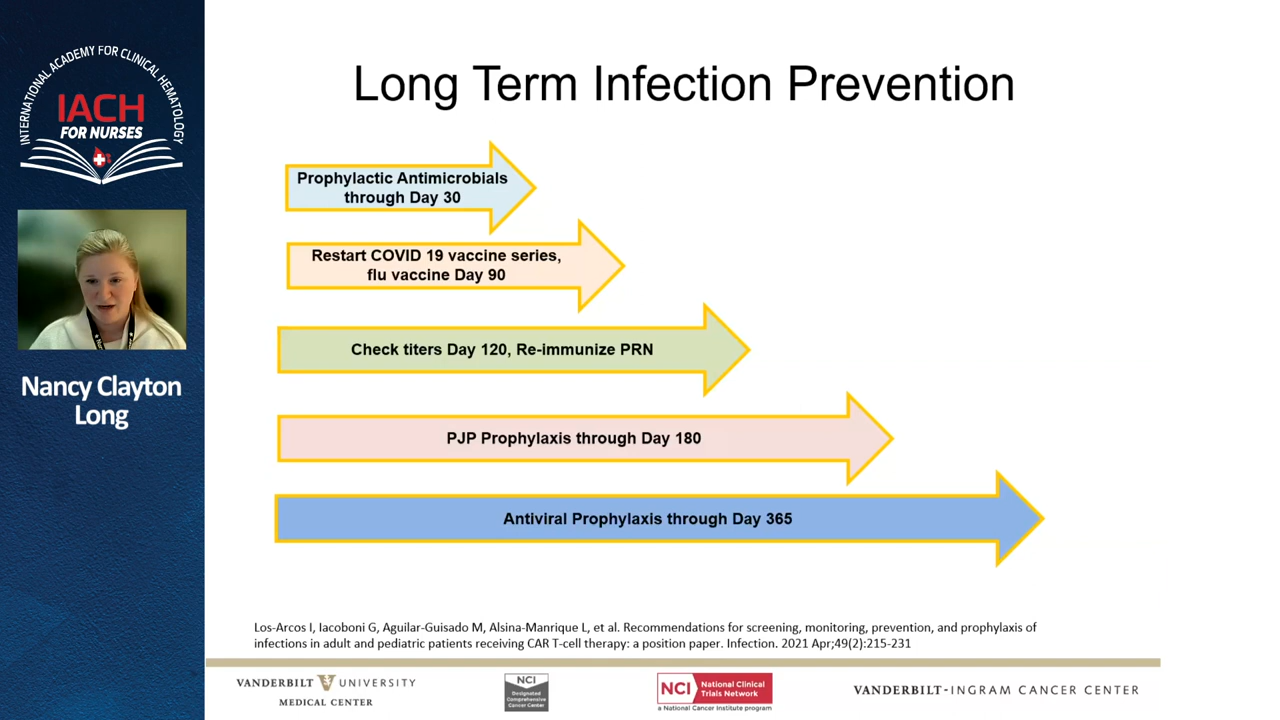 INTERNATIONAL ACADEMY FOR CLINICAL HEMATOLOGY
IACH
FOR NURSES
Nancy Clayton
Long
Long Term Infection Prevention
Prophylactic Antimicrobials
through Day 30
Restart COVID 19 vaccine series,
flu vaccine Day 90
Check titers Day 120, Re-immunize PRN
PJP Prophylaxis through Day 180
Antiviral Prophylaxis through Day 365
Los-Arcos I, Iacoboni G, Aguilar-Guisado M, Alsina-Manrique L, et al. Recommendations for screening, monitoring, prevention, and prophylaxis of
infections in adult and pediatric patients receiving CAR T-cell therapy: a position paper. Infection. 2021 Apr;49(2):215-231
VANDERBILT UNIVERSITY
MEDICAL CENTER
NCI
Designated
Comprehensive
Cancer Center
NCI National Clinical
Trials Network
a National Cancer Institute program
VANDERBILT-INGRAM CANCER CENTER